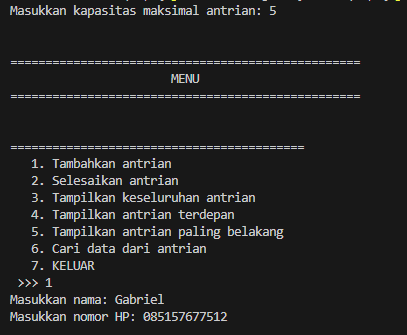 Masukkan kapasitas maksimal antrian: 5
==================================================
MENU
==================================================
==========================================
1. Tambahkan antrian
2. Selesaikan antrian
3. Tampilkan keseluruhan antrian
4. Tampilkan antrian terdepan
5. Tampilkan antrian paling belakang
6. Cari data dari antrian
7. KELUAR
>>> 1
Masukkan nama: Gabriel
Masukkan nomor HP: 085157677512